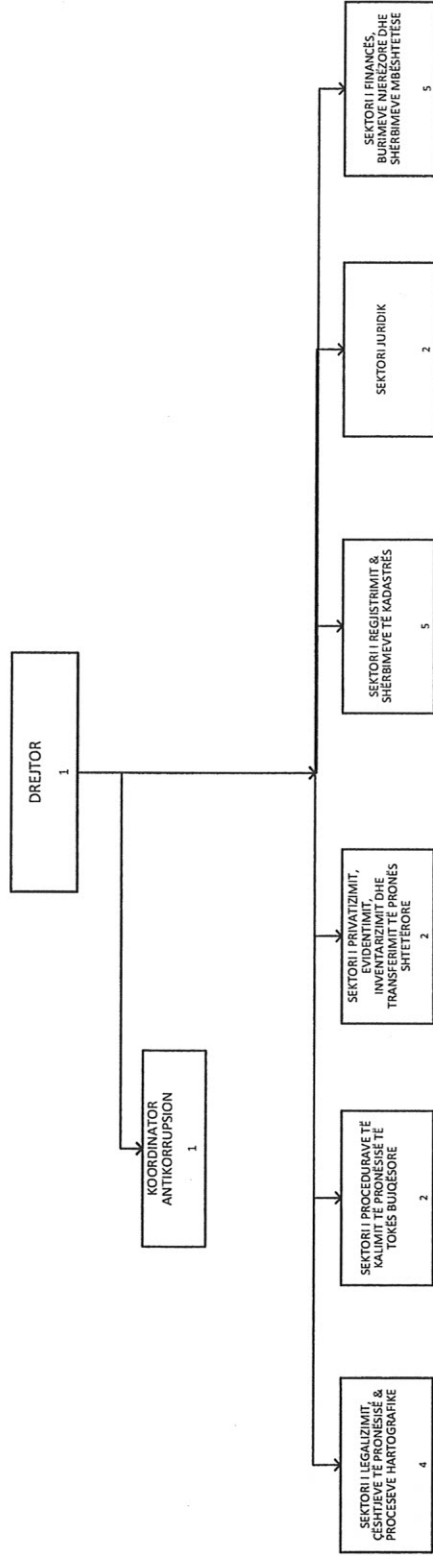 DREJTOR
1
KOORDINATOR
ANTIKORRUPSION
1
SEKTORI I LEGALIZIMIT,
ÇËSHTJEVE TË PRONËSISË &
PROCESEVE HARTOGRAFIKE
4
SEKTORI I PROCEDURAVE TË
KALIMIT TË PRONËSISË TË
TOKËS BUJQËSORE
2
SEKTORI I PRIVATIZIMIT,
EVIDENTIMIT,
INVENTARIZIMIT DHE
TRANSFERIMIT TË PRONËS
SHTETËRORE
2
SEKTORI I REGJISTRIMIT &
SHËRBIMEVE TË KADASTRËS
5
SEKTORI JURIDIK
2
SEKTORI I FINANCËS,
BURIMEVE NJERËZORE DHE
SHËRBIMEVE MBËSHTETËSE
5